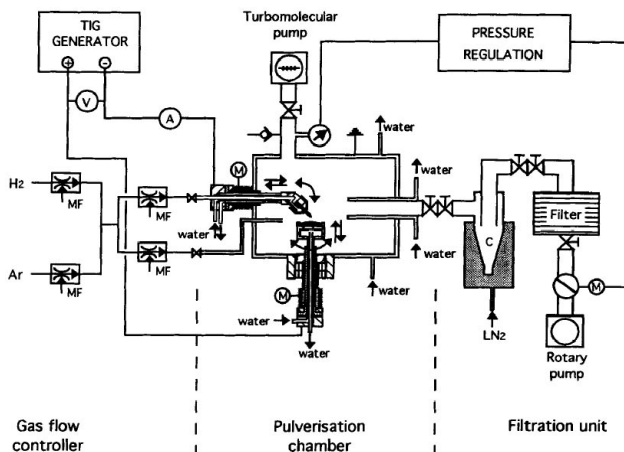 TIG
GENERATOR
+
-
V
A
Turbomolecular
pump
PRESSURE
REGULATION
water
water
H2
MF
MF
M
water
Ar
MF
MF
water
water
M
water
water
C
LN2
Filter
M
Rotary
pump
Gas flow
controller
Pulverisation
chamber
Filtration unit